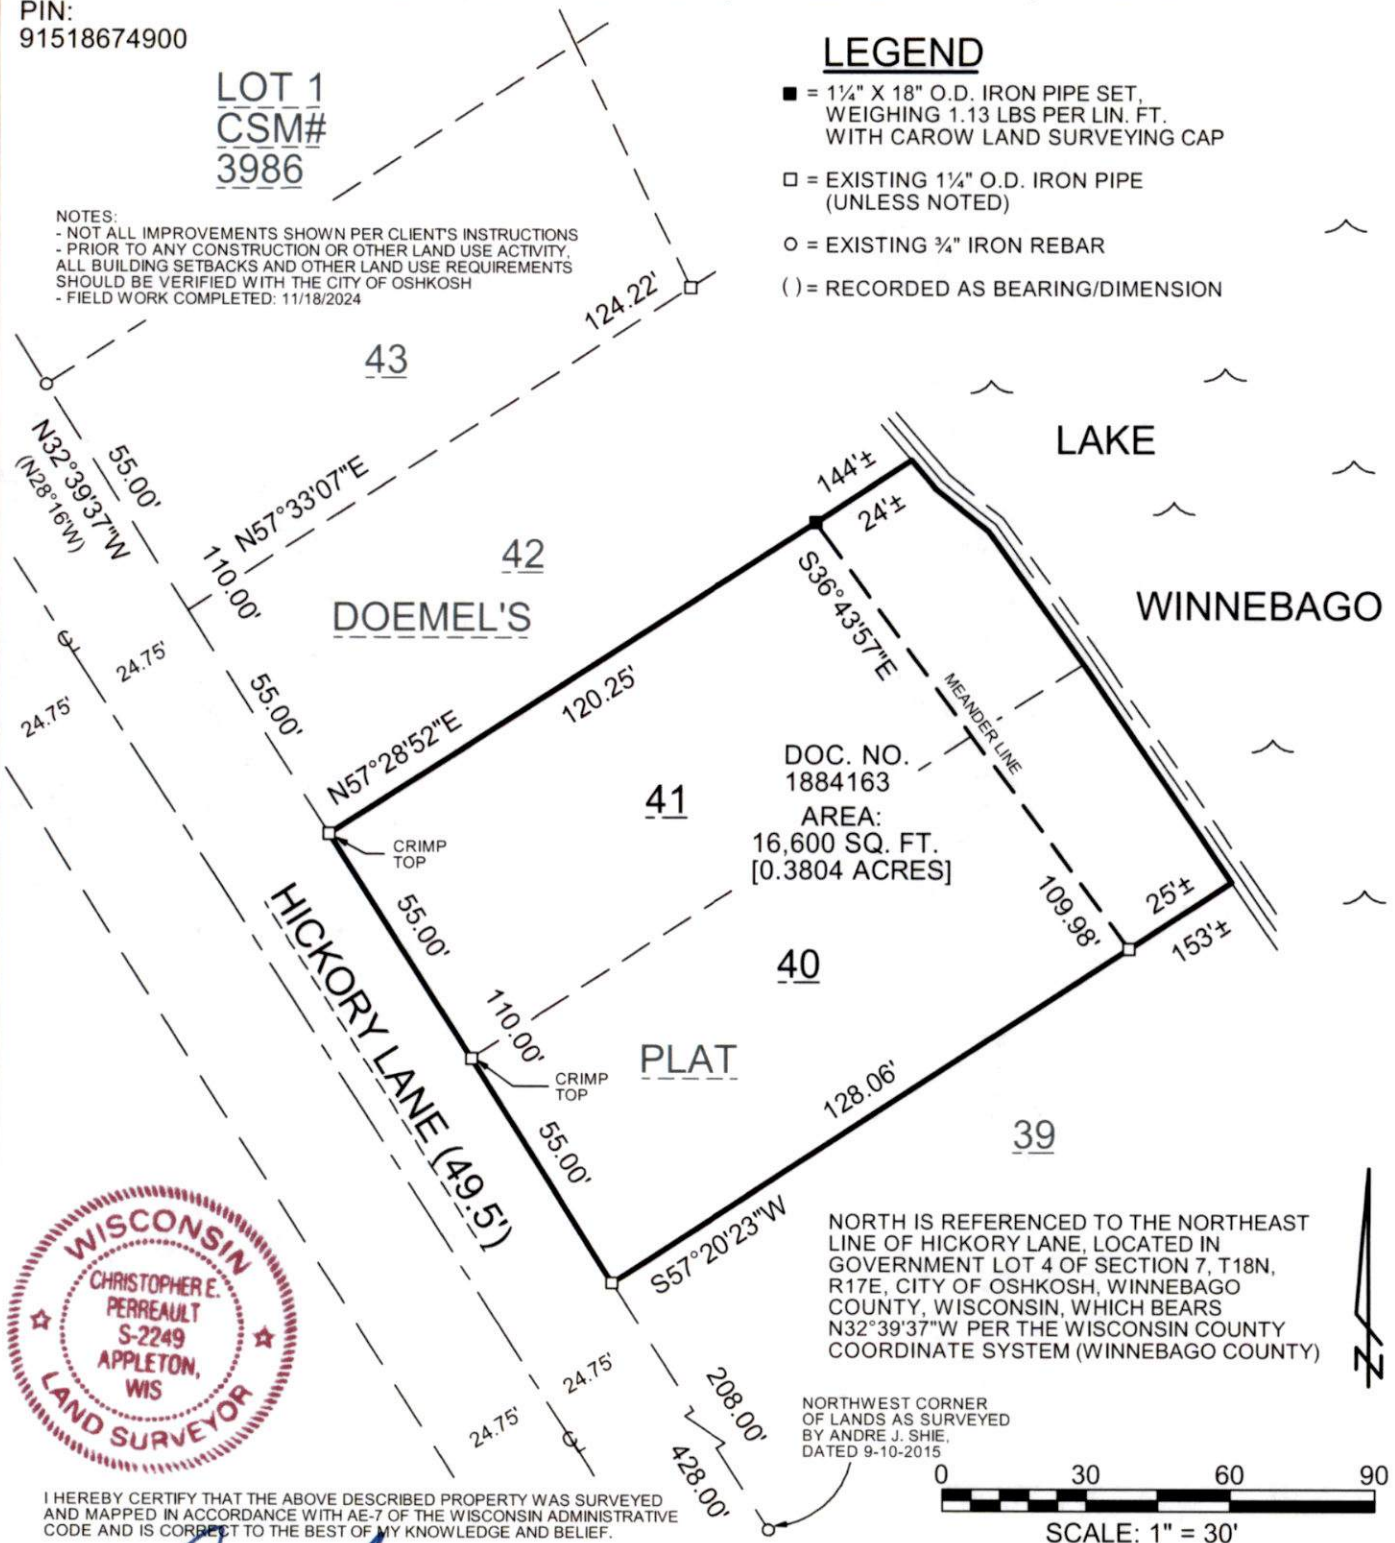 PIN:
91518674900
LOT 1
CSM#
3986
NOTES:
- NOT ALL IMPROVEMENTS SHOWN PER CLIENT'S INSTRUCTIONS
- PRIOR TO ANY CONSTRUCTION OR OTHER LAND USE ACTIVITY,
ALL BUILDING SETBACKS AND OTHER LAND USE REQUIREMENTS
SHOULD BE VERIFIED WITH THE CITY OF OSHKOSH
- FIELD WORK COMPLETED: 11/18/2024
LEGEND
■ = 1¼" X 18" O.D. IRON PIPE SET,
WEIGHING 1.13 LBS PER LIN. FT.
WITH CAROW LAND SURVEYING CAP
□ = EXISTING 1¼" O.D. IRON PIPE
(UNLESS NOTED)
○ = EXISTING ¾" IRON REBAR
( ) = RECORDED AS BEARING/DIMENSION
124.22'
43
N32°39'37"W
(N28°16'W)
55.00'
N57°33'07"E
110.00'
42
DOEMEL'S
144'±
24'±
LAKE
WINNEBAGO
S36°43'57"E
MEANDER LINE
24.75'
24.75'
55.00'
120.25'
N57°28'52"E
DOC. NO.
1884163
AREA:
16,600 SQ. FT.
[0.3804 ACRES]
41
CRIMP
TOP
55.00'
109.98'
25'±
153'±
40
HICKORY LANE (49.5')
110.00'
PLAT
CRIMP
TOP
55.00'
128.06'
39
S57°20'23"W
NORTH IS REFERENCED TO THE NORTHEAST
LINE OF HICKORY LANE, LOCATED IN
GOVERNMENT LOT 4 OF SECTION 7, T18N,
R17E, CITY OF OSHKOSH, WINNEBAGO
COUNTY, WISCONSIN, WHICH BEARS
N32°39'37"W PER THE WISCONSIN COUNTY
COORDINATE SYSTEM (WINNEBAGO COUNTY)
N
WISCONSIN
CHRISTOPHER E.
PERREAULT
S-2249
APPLETON,
WIS
LAND SURVEYOR
24.75'
24.75'
208.00'
428.00'
NORTHWEST CORNER
OF LANDS AS SURVEYED
BY ANDRE J. SHIE,
DATED 9-10-2015
0 30 60 90
SCALE: 1" = 30'
I HEREBY CERTIFY THAT THE ABOVE DESCRIBED PROPERTY WAS SURVEYED
AND MAPPED IN ACCORDANCE WITH AE-7 OF THE WISCONSIN ADMINISTRATIVE
CODE AND IS CORRECT TO THE BEST OF MY KNOWLEDGE AND BELIEF.